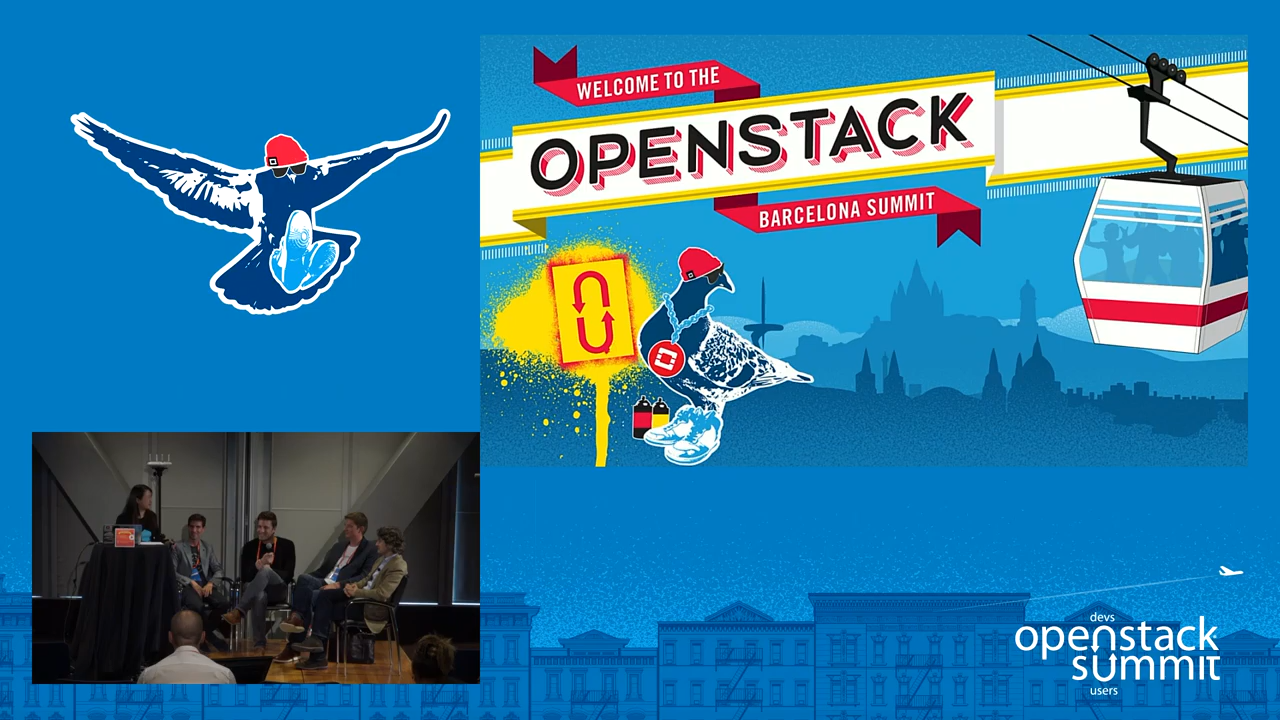 WELCOME TO THE
OPENSTACK
BARCELONA SUMMIT
devs
openstack
summit
users